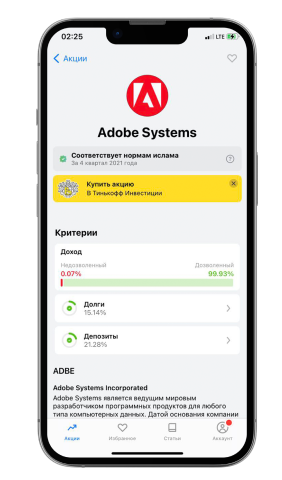 02:25
LTE
Акции
Adobe Systems
Соответствует нормам ислама
За 4 квартал 2021 года
Купить акцию
В Тинькофф Инвестиции
Критерии
Доход
Недозволенный Дозволенный
0.07% 99.93%
Долги
15.14%
Депозиты
21.28%
ADBE
Adobe Systems Incorporated
Adobe Systems является ведущим мировым
разработчиком программных продуктов для любого
типа компьютерных данных. Датой основания компании
Акции Избранное Статьи Аккаунт